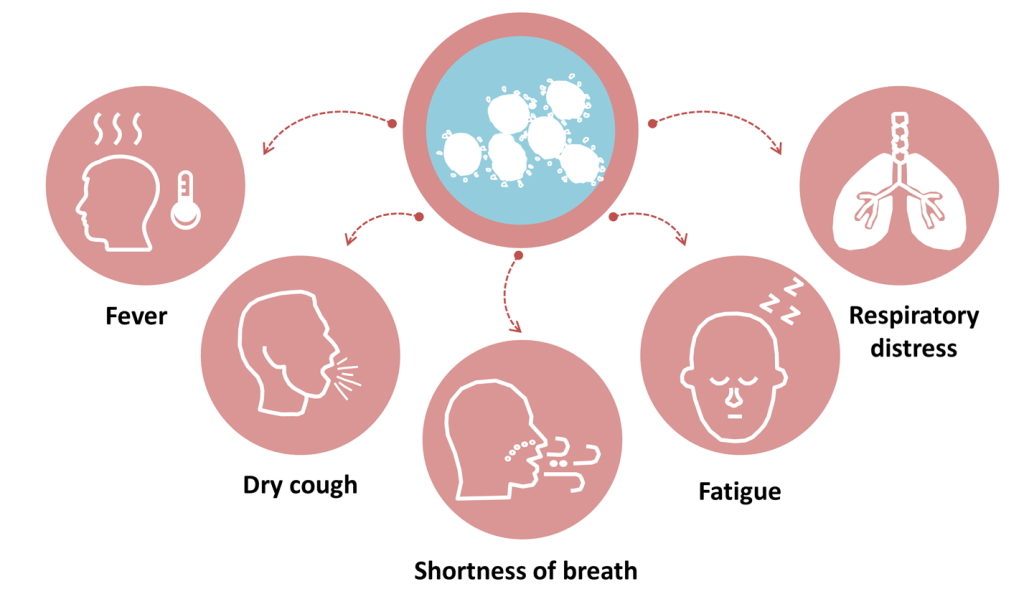 Fever
Dry cough
Shortness of breath
Fatigue
Respiratory
distress